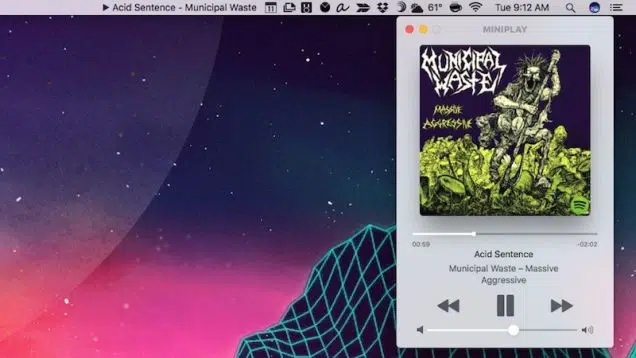 ▶ Acid Sentence - Municipal Waste 11 61° Tue 9:12 AM
MINIPLAY
MUNICIPAL
WASTE
MASSIVE
AGGRESSIVE
00:59 -02:02
Acid Sentence
Municipal Waste – Massive
Aggressive